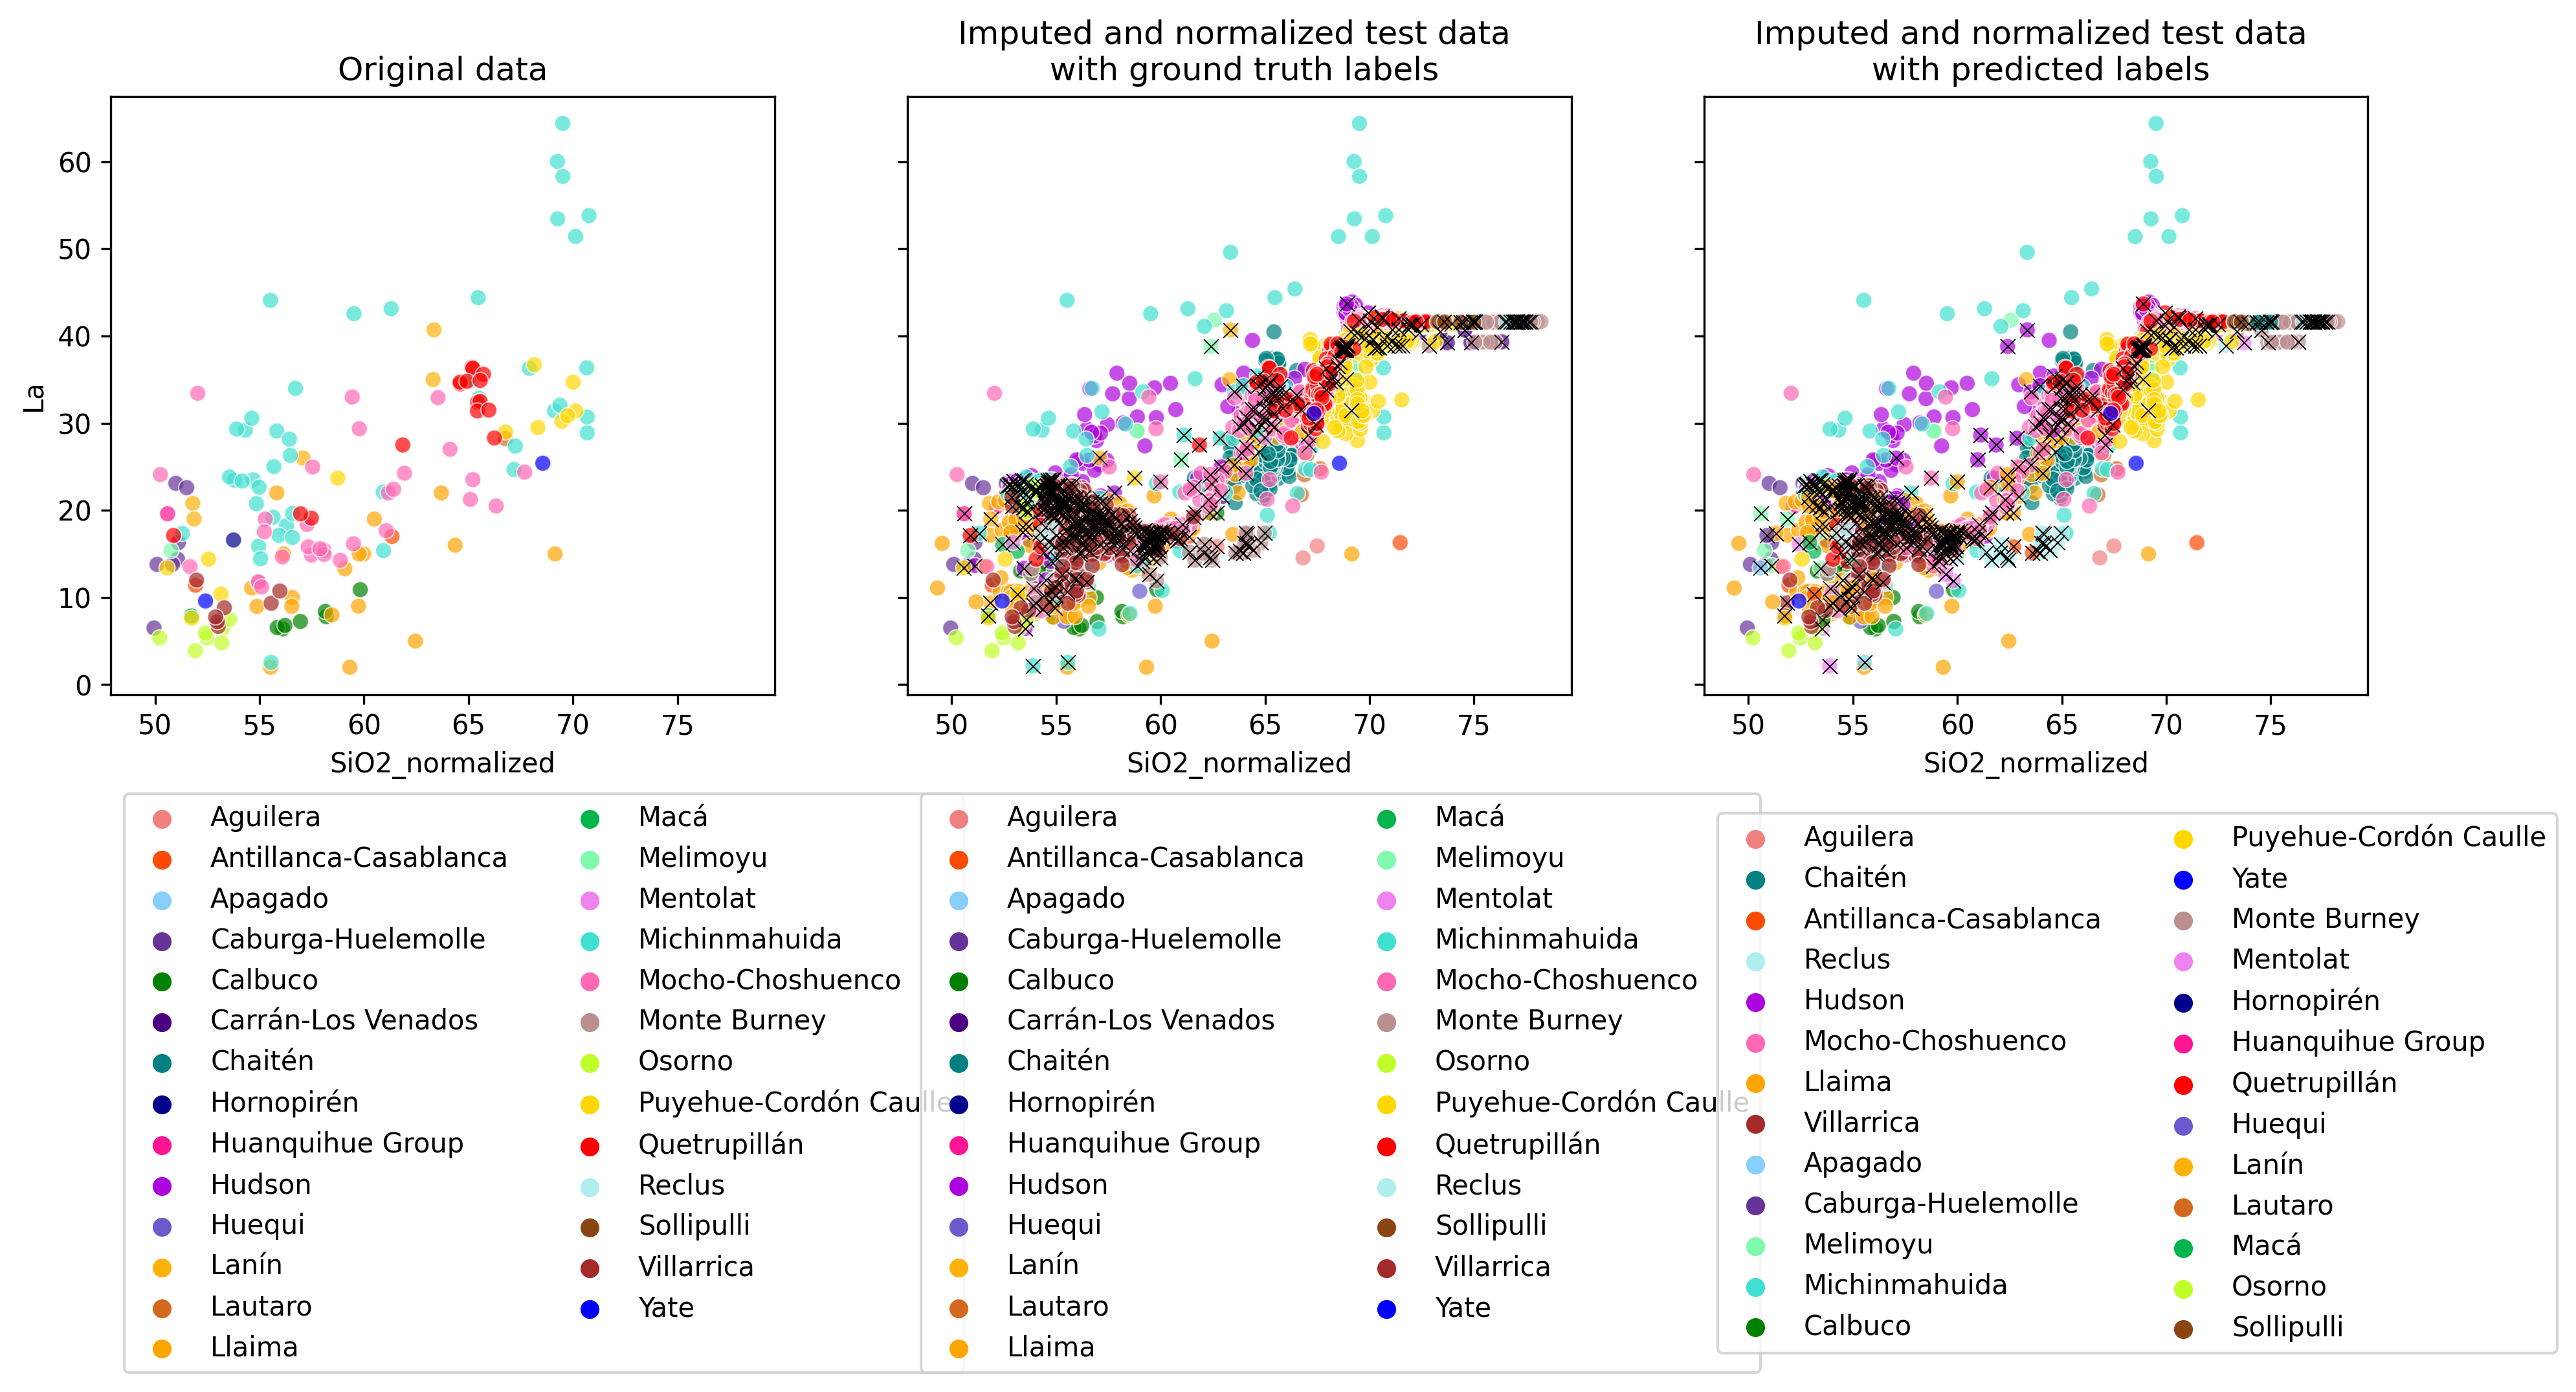 Original data
Imputed and normalized test data
with ground truth labels
Imputed and normalized test data
with predicted labels
La
60
50
40
30
20
10
0
50 55 60 65 70 75
50 55 60 65 70 75
50 55 60 65 70 75
SiO2_normalized
SiO2_normalized
SiO2_normalized
Aguilera
Antillanca-Casablanca
Apagado
Caburga-Huelemolle
Calbuco
Carrán-Los Venados
Chaitén
Hornopirén
Huanquihue Group
Hudson
Huequi
Lanín
Lautaro
Llaima
Macá
Melimoyu
Mentolat
Michinmahuida
Mocho-Choshuenco
Monte Burney
Osorno
Puyehue-Cordón Caulle
Quetrupillán
Reclus
Sollipulli
Villarrica
Yate
Aguilera
Antillanca-Casablanca
Apagado
Caburga-Huelemolle
Calbuco
Carrán-Los Venados
Chaitén
Hornopirén
Huanquihue Group
Hudson
Huequi
Lanín
Lautaro
Llaima
Macá
Melimoyu
Mentolat
Michinmahuida
Mocho-Choshuenco
Monte Burney
Osorno
Puyehue-Cordón Caulle
Quetrupillán
Reclus
Sollipulli
Villarrica
Yate
Aguilera
Chaitén
Antillanca-Casablanca
Reclus
Hudson
Mocho-Choshuenco
Llaima
Villarrica
Apagado
Caburga-Huelemolle
Melimoyu
Michinmahuida
Calbuco
Puyehue-Cordón Caulle
Yate
Monte Burney
Mentolat
Hornopirén
Huanquihue Group
Quetrupillán
Huequi
Lanín
Lautaro
Macá
Osorno
Sollipulli